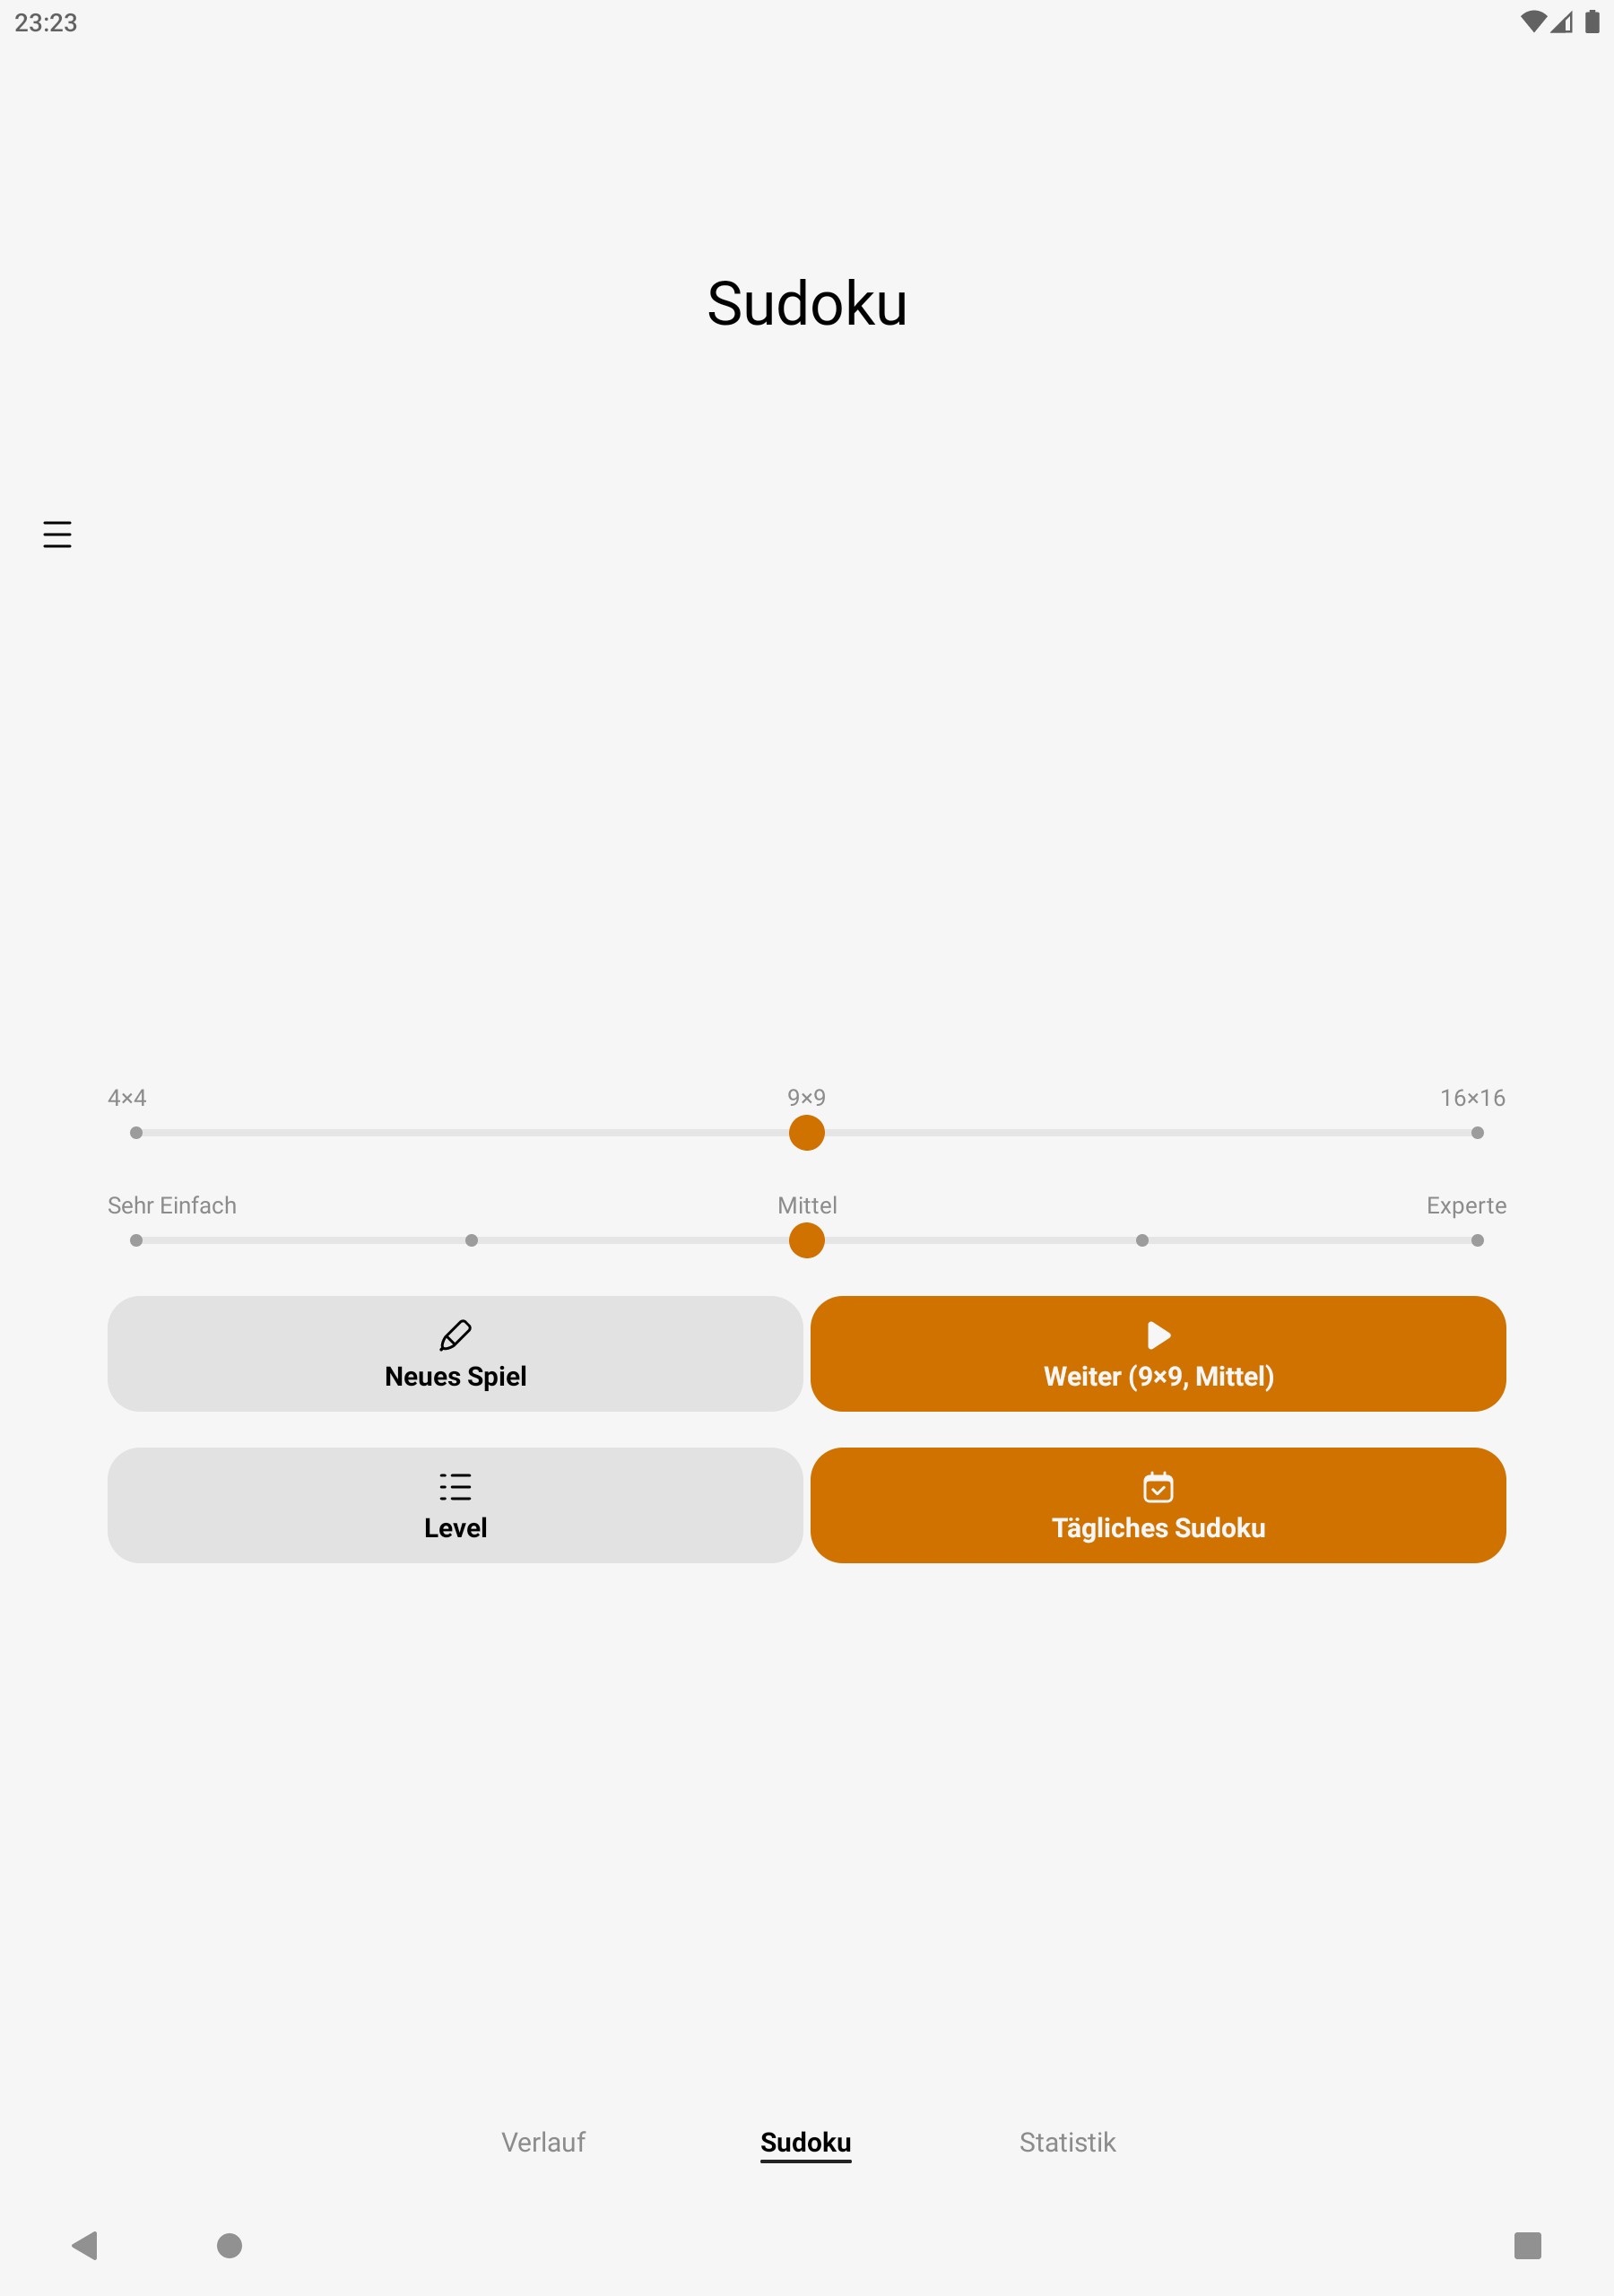 23:23
Sudoku
4×4 9×9 16×16
Sehr Einfach Mittel Experte
Neues Spiel Weiter (9×9, Mittel)
Level Tägliches Sudoku
Verlauf Sudoku Statistik